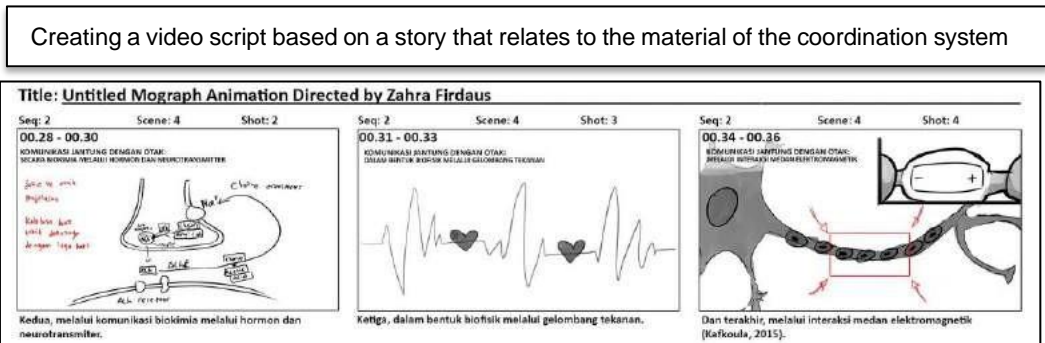 Creating a video script based on a story that relates to the material of the coordination system
Title: Untitled Mograph Animation Directed by Zahra Firdaus
Seq: 2 Scene: 4 Shot: 2
00.28 - 00.30
KOMUNIKASI JANTUNG DENGAN OTAK:
SECARA BIOKIMIA MELALUI HORMON DAN NEUROTRANSMITTER
Na+
ACh
ACh receptor
Kedua, melalui komunikasi biokimia melalui hormon dan
neurotransmiter.
Seq: 2 Scene: 4 Shot: 3
00.31 - 00.33
KOMUNIKASI JANTUNG DENGAN OTAK:
DALAM BENTUK BIOFISIK MELALUI GELOMBANG TEKANAN
Ketiga, dalam bentuk biofisik melalui gelombang tekanan.
Seq: 2 Scene: 4 Shot: 4
00.34 - 00.36
KOMUNIKASI JANTUNG DENGAN OTAK:
MELALUI INTERAKSI MEDAN ELEKTROMAGNETIK
- +
Dan terakhir, melalui interaksi medan elektromagnetik
(Kafkoula, 2015).